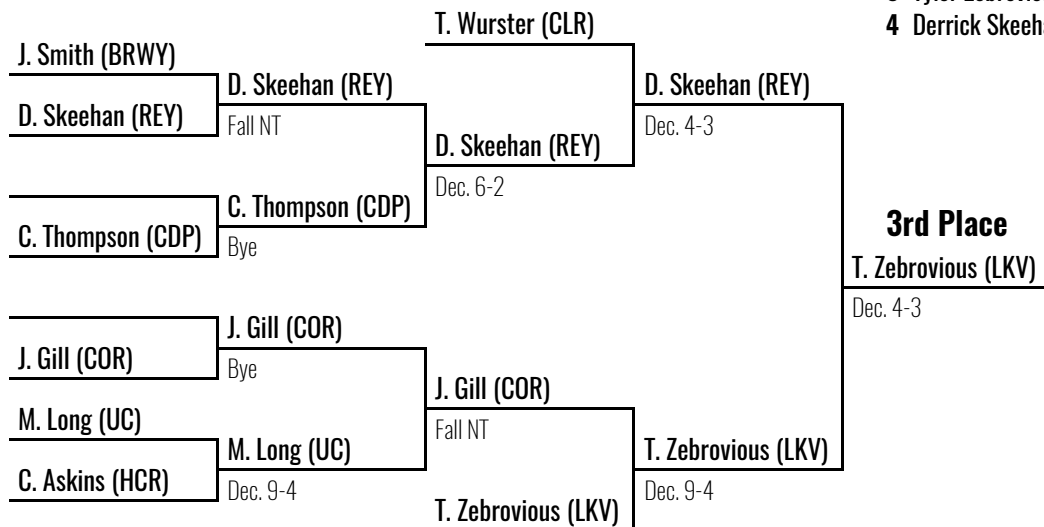 4 Derrick
T. Wurster (CLR)
J. Smith (BRWY)
D. Skeehan (REY)
D. Skeehan (REY)
D. Skeehan (REY)
Fall NT
Dec. 4-3
D. Skeehan (REY)
Dec. 6-2
C. Thompson (CDP)
C. Thompson (CDP)
Bye
3rd Place
T. Zebrovious (LKV)
Dec. 4-3
J. Gill (COR)
J. Gill (COR)
Bye
J. Gill (COR)
Fall NT
M. Long (UC)
M. Long (UC)
T. Zebrovious (LKV)
C. Askins (HCR)
Dec. 9-4
Dec. 9-4
T. Zebrovious (LKV)